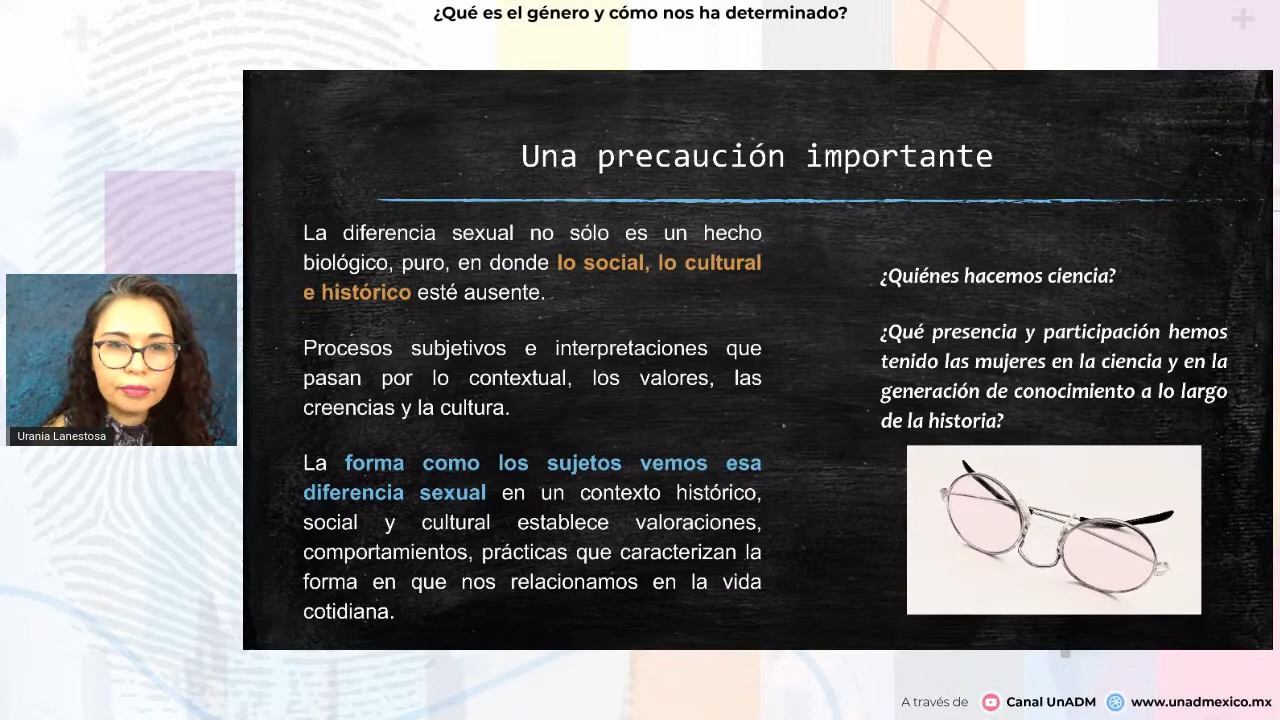 ¿Qué es el género y cómo nos ha determinado?
Una precaución importante
La diferencia sexual no sólo es un hecho
biológico, puro, en donde lo social, lo cultural
e histórico esté ausente.
Procesos subjetivos e interpretaciones que
pasan por lo contextual, los valores, las
creencias y la cultura.
La forma como los sujetos vemos esa
diferencia sexual en un contexto histórico,
social y cultural establece valoraciones,
comportamientos, prácticas que caracterizan la
forma en que nos relacionamos en la vida
cotidiana.
¿Quiénes hacemos ciencia?
¿Qué presencia y participación hemos
tenido las mujeres en la ciencia y en la
generación de conocimiento a lo largo
de la historia?
Urania Lanestosa
A través de Canal UnADM www.unadmexico.mx